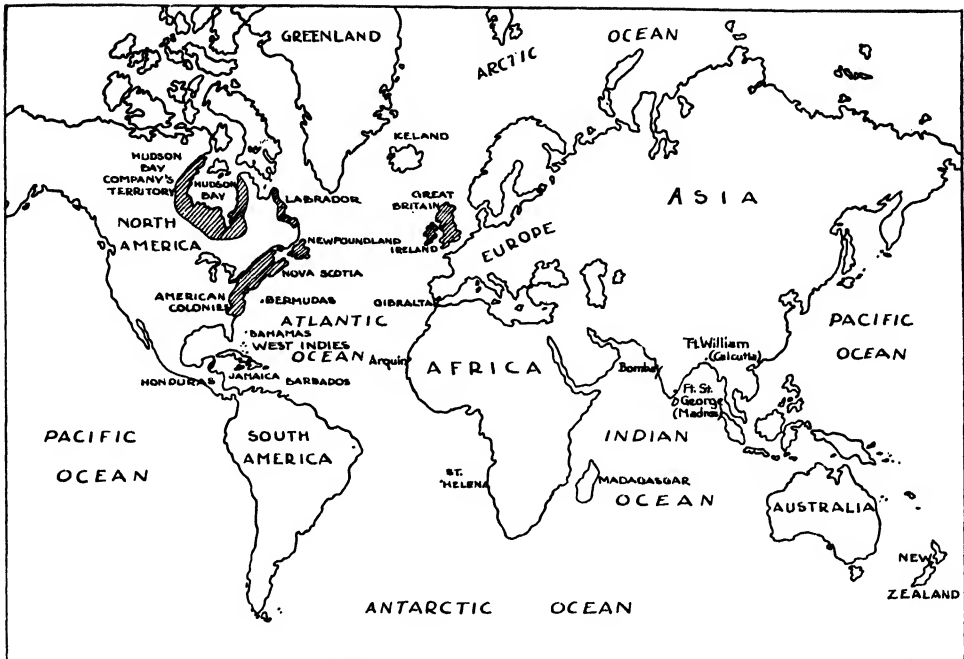 GREENLAND
ARCTIC
OCEAN
ICELAND
HUDSON
BAY
COMPANY'S
TERRITORY
HUDSON
BAY
LABRADOR
GREAT
BRITAIN
IRELAND
EUROPE
ASIA
NORTH
AMERICA
NEWFOUNDLAND
NOVA SCOTIA
AMERICAN
COLONIES
BERMUDAS
GIBRALTAR
ATLANTIC
OCEAN
BAHAMAS
WEST INDIES
HONDURAS
JAMAICA
BARBADOS
Arquin
AFRICA
Bombay
Ft. William
(Calcutta)
Ft. St.
George
(Madras)
PACIFIC
OCEAN
PACIFIC
OCEAN
SOUTH
AMERICA
INDIAN
OCEAN
ST.
HELENA
MADAGASGAR
AUSTRALIA
NEW
ZEALAND
ANTARCTIC OCEAN